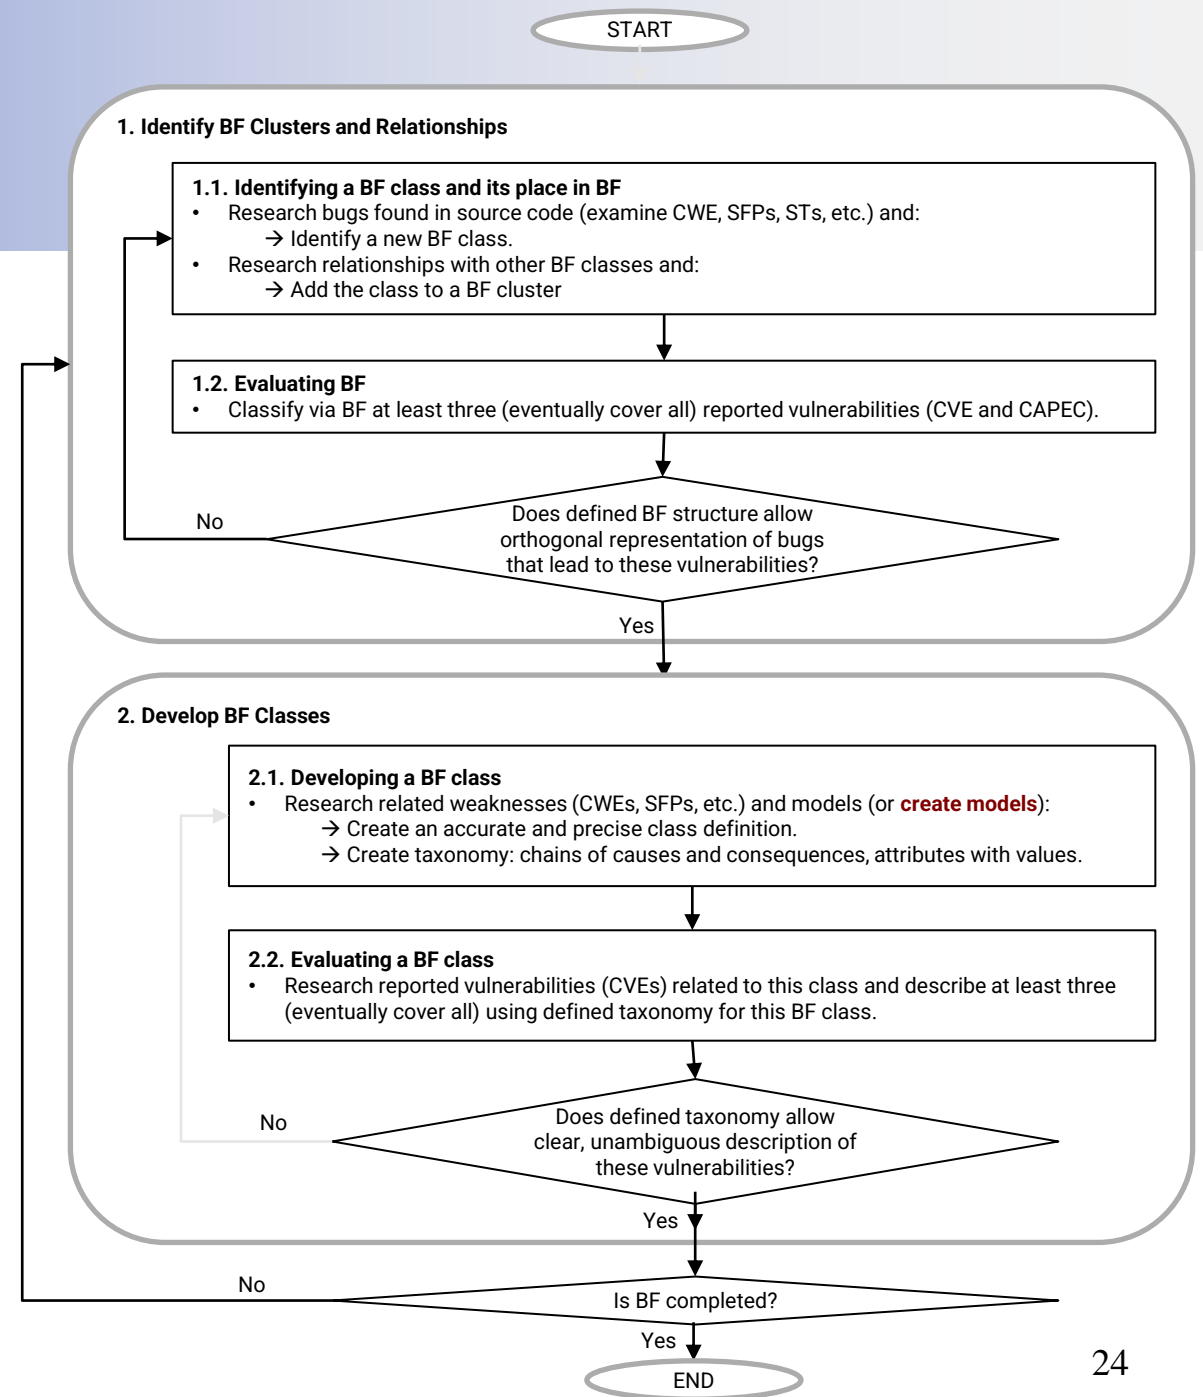 START
1. Identify BF Clusters and Relationships
1.1. Identifying a BF class and its place in BF
• Research bugs found in source code (examine CWE, SFPs, STs, etc.) and:
→ Identify a new BF class.
• Research relationships with other BF classes and:
→ Add the class to a BF cluster
1.2. Evaluating BF
• Classify via BF at least three (eventually cover all) reported vulnerabilities (CVE and CAPEC).
No
Does defined BF structure allow
orthogonal representation of bugs
that lead to these vulnerabilities?
Yes
2. Develop BF Classes
2.1. Developing a BF class
• Research related weaknesses (CWEs, SFPs, etc.) and models (or create models):
→ Create an accurate and precise class definition.
→ Create taxonomy: chains of causes and consequences, attributes with values.
2.2. Evaluating a BF class
• Research reported vulnerabilities (CVEs) related to this class and describe at least three
(eventually cover all) using defined taxonomy for this BF class.
No
Does defined taxonomy allow
clear, unambiguous description of
these vulnerabilities?
Yes
No
Is BF completed?
Yes
END
24